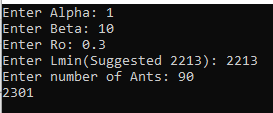 Enter Alpha: 1
Enter Beta: 10
Enter Ro: 0.3
Enter Lmin(Suggested 2213): 2213
Enter number of Ants: 90
2301